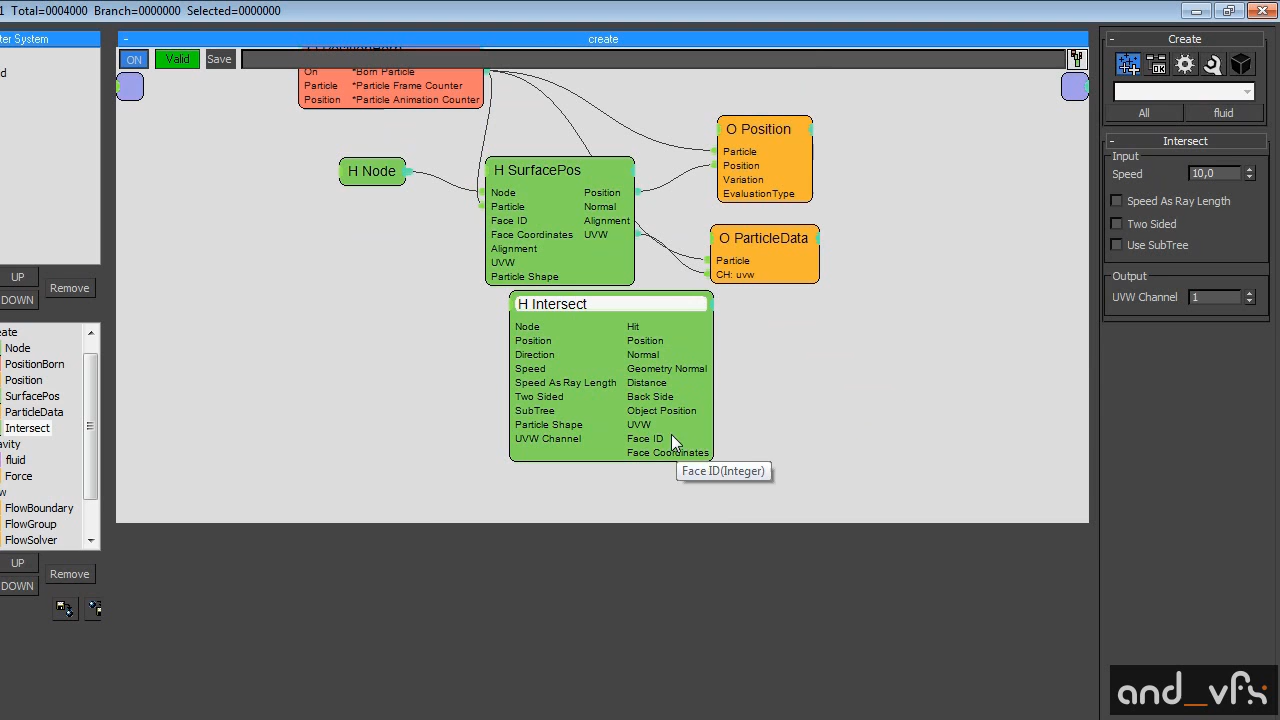 1 Total=0004000 Branch=0000000 Selected=0000000
ter System
d
UP
DOWN
Remove
eate
Node
PositionBorn
Position
SurfacePos
ParticleData
Intersect
avity
fluid
Force
w
FlowBoundary
FlowGroup
FlowSolver
UP
DOWN
Remove
- create
ON Valid Save
On *Born Particle
Particle *Particle Frame Counter
Position *Particle Animation Counter
H Node
H SurfacePos
Node Position
Particle Normal
Face ID Alignment
Face Coordinates UVW
Alignment
UVW
Particle Shape
O Position
Particle
Position
Variation
EvaluationType
O ParticleData
Particle
CH: uvw
H Intersect
Node Hit
Position Position
Direction Normal
Speed Geometry Normal
Speed As Ray Length Distance
Two Sided Back Side
SubTree Object Position
Particle Shape UVW
UVW Channel Face ID
Face Coordinates
Face ID(Integer)
- Create
All fluid
- Intersect
Input
Speed 10,0
Speed As Ray Length
Two Sided
Use SubTree
Output
UVW Channel 1
and_vfx